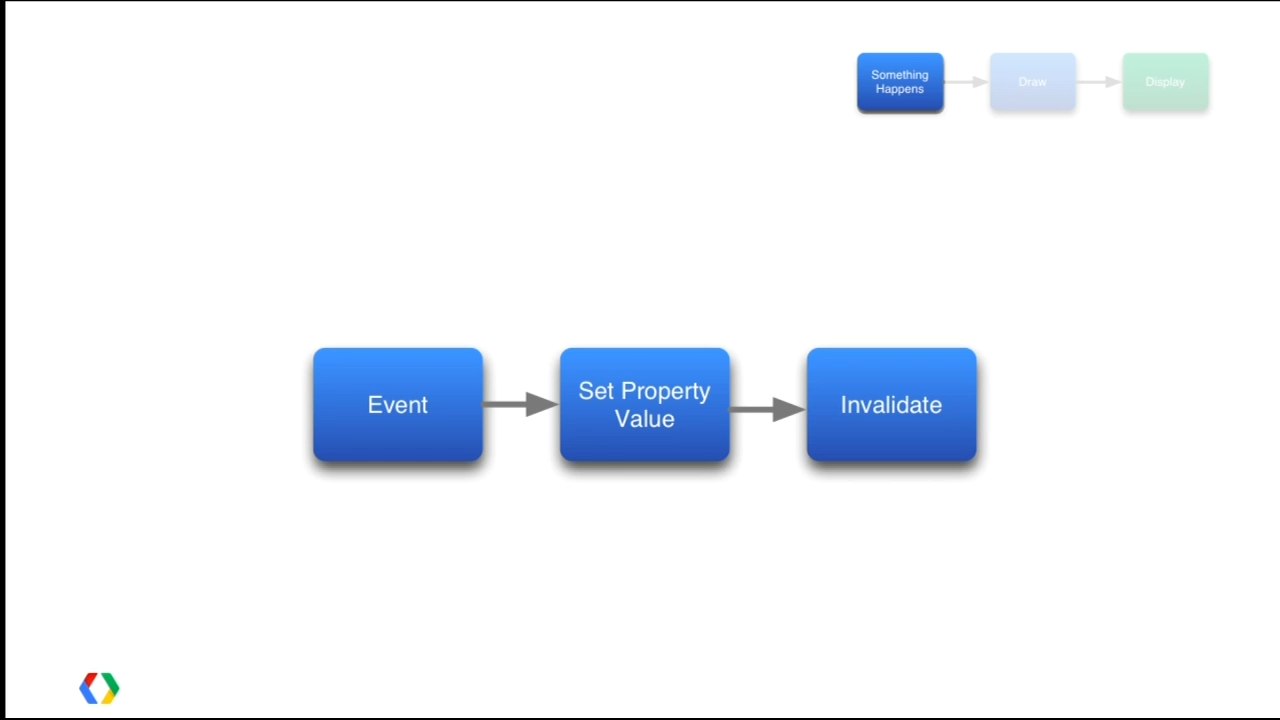 Something
Happens
Draw
Display
Event
Set Property
Value
Invalidate